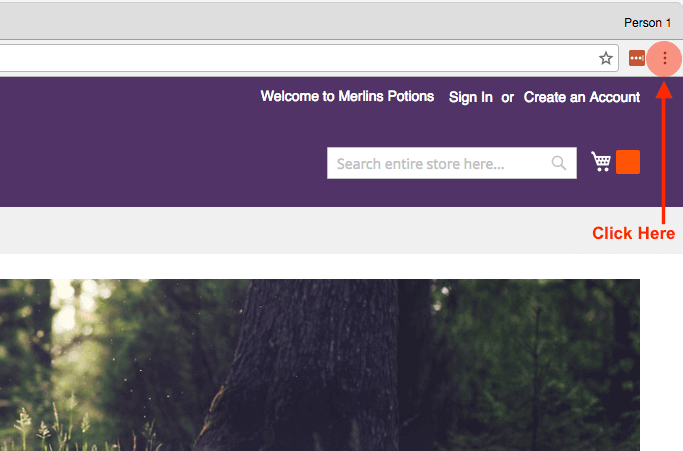 Person 1
Welcome to Merlins Potions Sign In or Create an Account
Search entire store here...
Click Here